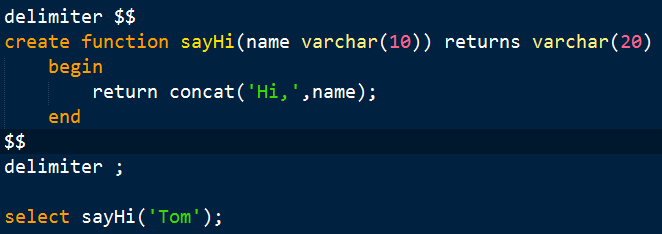 delimiter $$
create function sayHi(name varchar(10)) returns varchar(20)
    begin
        return concat('Hi,',name);
    end
$$
delimiter ;

select sayHi('Tom');